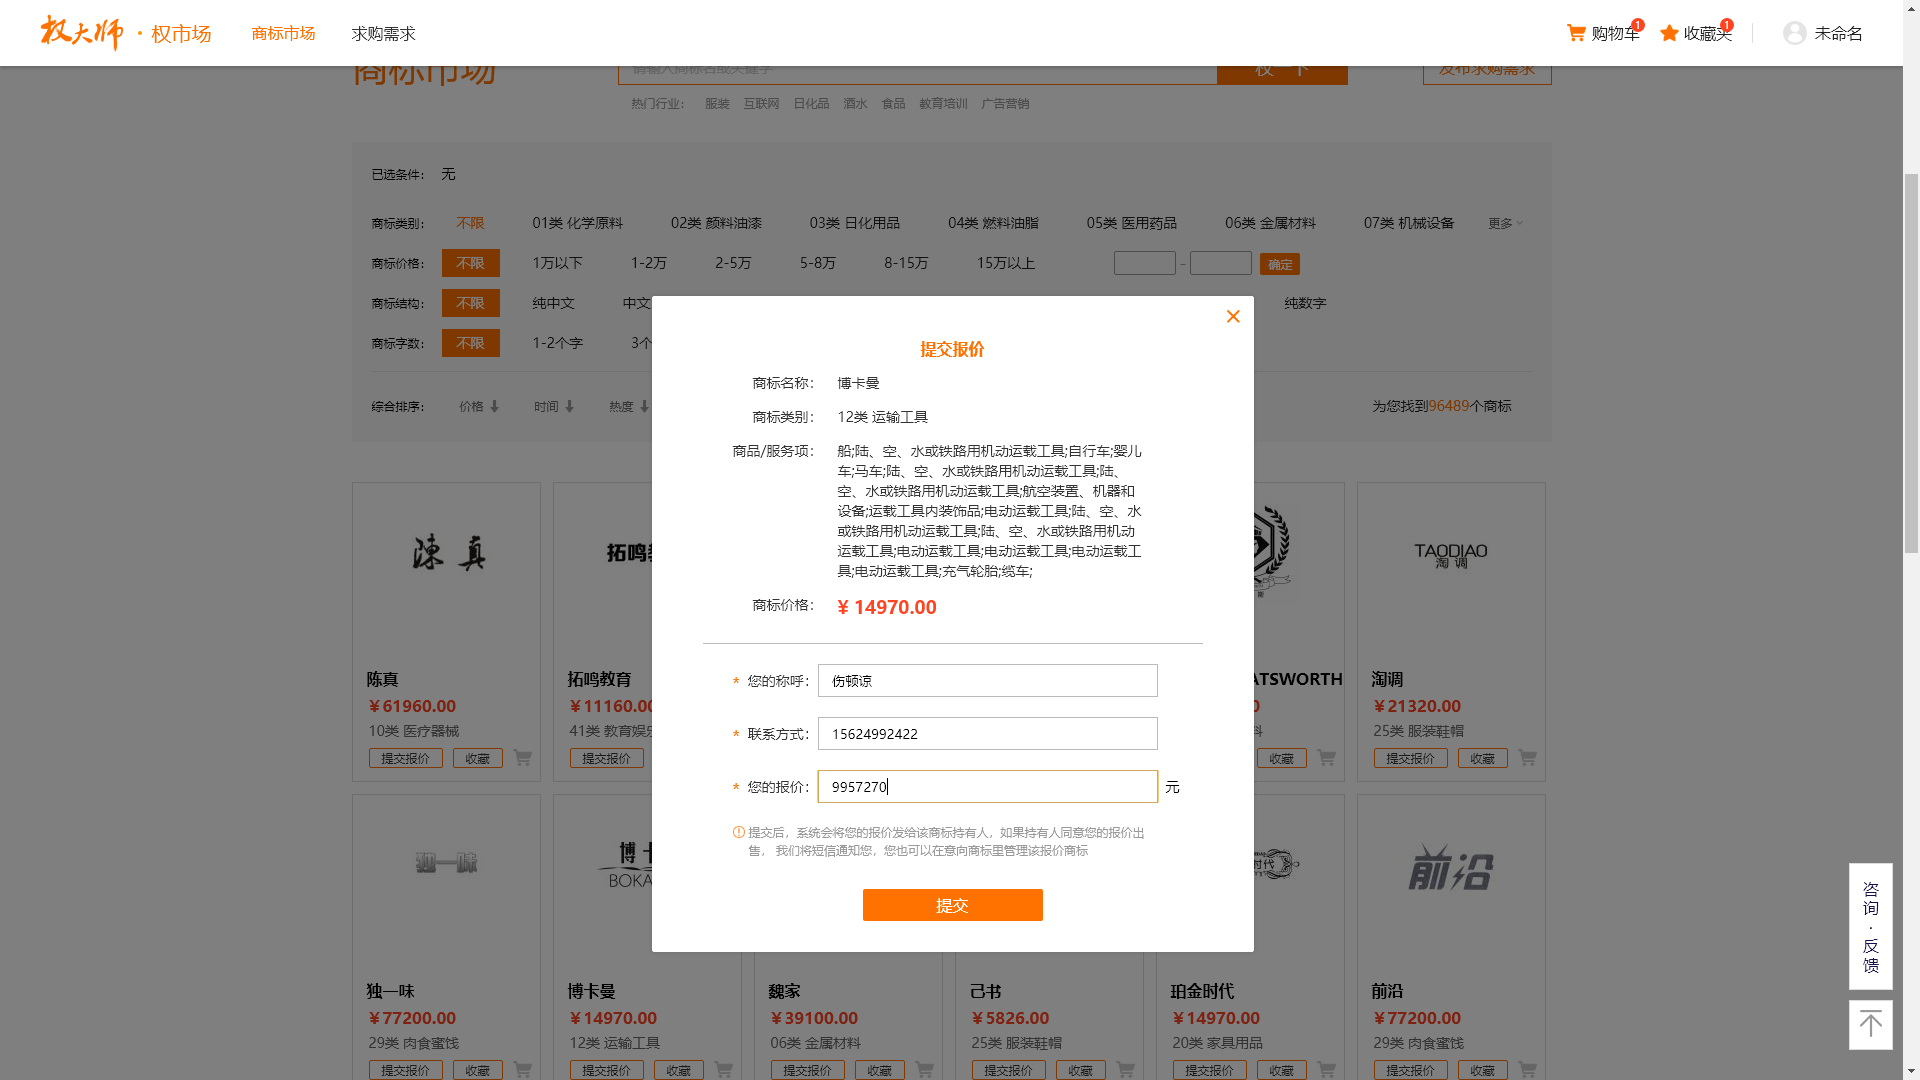 权大师 · 权市场 商标市场 求购需求 购物车 1 收藏夹 1 未命名
商标市场 请输入商标名或关键字 权一下 发布求购需求
热门行业： 服装 互联网 日化品 酒水 食品 教育培训 广告营销
已选条件： 无
商标类别： 不限 01类 化学原料 02类 颜料油漆 03类 日化用品 04类 燃料油脂 05类 医用药品 06类 金属材料 07类 机械设备 更多
商标价格： 不限 1万以下 1-2万 2-5万 5-8万 8-15万 15万以上 - 确定
商标结构： 不限 纯中文 中文 纯数字
商标字数： 不限 1-2个字 3个
综合排序： 价格 时间 热度 为您找到96489个商标
提交报价
商标名称： 博卡曼
商标类别： 12类 运输工具
商品/服务项： 船;陆、空、水或铁路用机动运载工具;自行车;婴儿
车;马车;陆、空、水或铁路用机动运载工具;陆、
空、水或铁路用机动运载工具;航空装置、机器和
设备;运载工具内装饰品;电动运载工具;陆、空、水
或铁路用机动运载工具;陆、空、水或铁路用机动
运载工具;电动运载工具;电动运载工具;电动运载工
具;电动运载工具;充气轮胎;缆车;
商标价格： ¥ 14970.00
* 您的称呼： 伤顿谅
* 联系方式： 15624992422
* 您的报价： 9957270 元
提交后，系统会将您的报价发给该商标持有人，如果持有人同意您的报价出
售， 我们将短信通知您，您也可以在意向商标里管理该报价商标
提交
陈真 拓鸣教 TAODIAO
淘调
陈真 拓鸣教育 ATSWORTH 淘调
¥61960.00 ¥11160.00 0 ¥21320.00
10类 医疗器械 41类 教育娱乐 料 25类 服装鞋帽
提交报价 收藏 提交报价 收藏 提交报价 收藏
独一味 博卡 时代 前沿
BOKA
独一味 博卡曼 魏家 己书 珀金时代 前沿
¥77200.00 ¥14970.00 ¥39100.00 ¥5826.00 ¥14970.00 ¥77200.00
29类 肉食蜜饯 12类 运输工具 06类 金属材料 25类 服装鞋帽 20类 家具用品 29类 肉食蜜饯
提交报价 收藏 提交报价 收藏 提交报价 收藏 提交报价 收藏 提交报价 收藏 提交报价 收藏
咨
询
·
反
馈